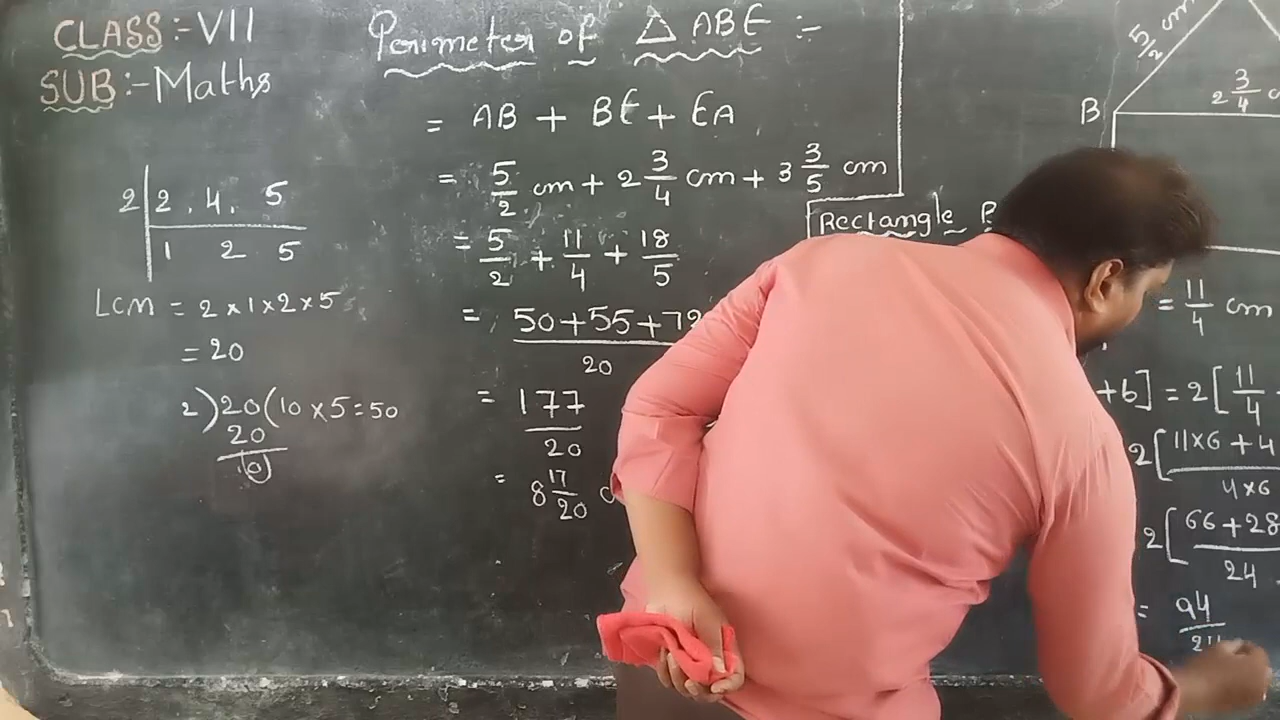 CLASS:-VII
SUB:-Maths
Perimeter of △ ABE :-
= AB + BE + EA
= 5/2 cm + 2 3/4 cm + 3 3/5 cm
= 5/2 + 11/4 + 18/5
= 50+55+72
20
= 177/20
= 8 17/20
2 | 2, 4, 5
1 2 5
LCM = 2×1×2×5
= 20
2)20(10×5=50
20
0
5/2 cm
B
2 3/4
Rectangle
= 11/4 cm
+b] = 2[11/4
2[11×6 + 4
4×6
2[66+28
24
= 94